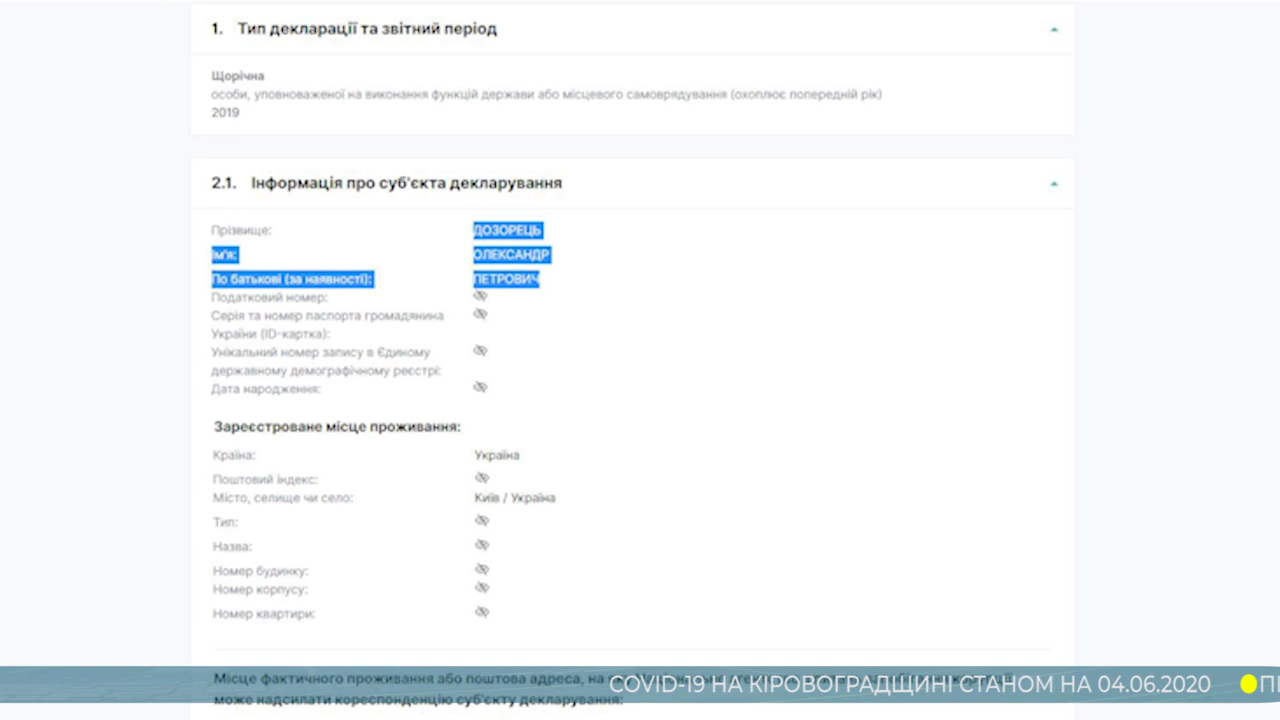 1. Тип декларації та звітний період
Щорічна
особи, уповноваженої на виконання функцій держави або місцевого самоврядування (охоплює попередній рік)
2019
2.1. Інформація про суб'єкта декларування
Прізвище: ДОЗОРЕЦЬ
Ім'я: ОЛЕКСАНДР
По батькові (за наявності): ПЕТРОВИЧ
Податковий номер:
Серія та номер паспорта громадянина
України (ID-картка):
Унікальний номер запису в Єдиному
державному демографічному реєстрі:
Дата народження:
Зареєстроване місце проживання:
Країна: Україна
Поштовий індекс:
Місто, селище чи село: Київ / Україна
Тип:
Назва:
Номер будинку:
Номер корпусу:
Номер квартири:
Місце фактичного проживання або поштова адреса, на
може надсилати кореспонденцію суб'єкту декларування:
COVID-19 НА КІРОВОГРАДЩИНІ СТАНОМ НА 04.06.2020